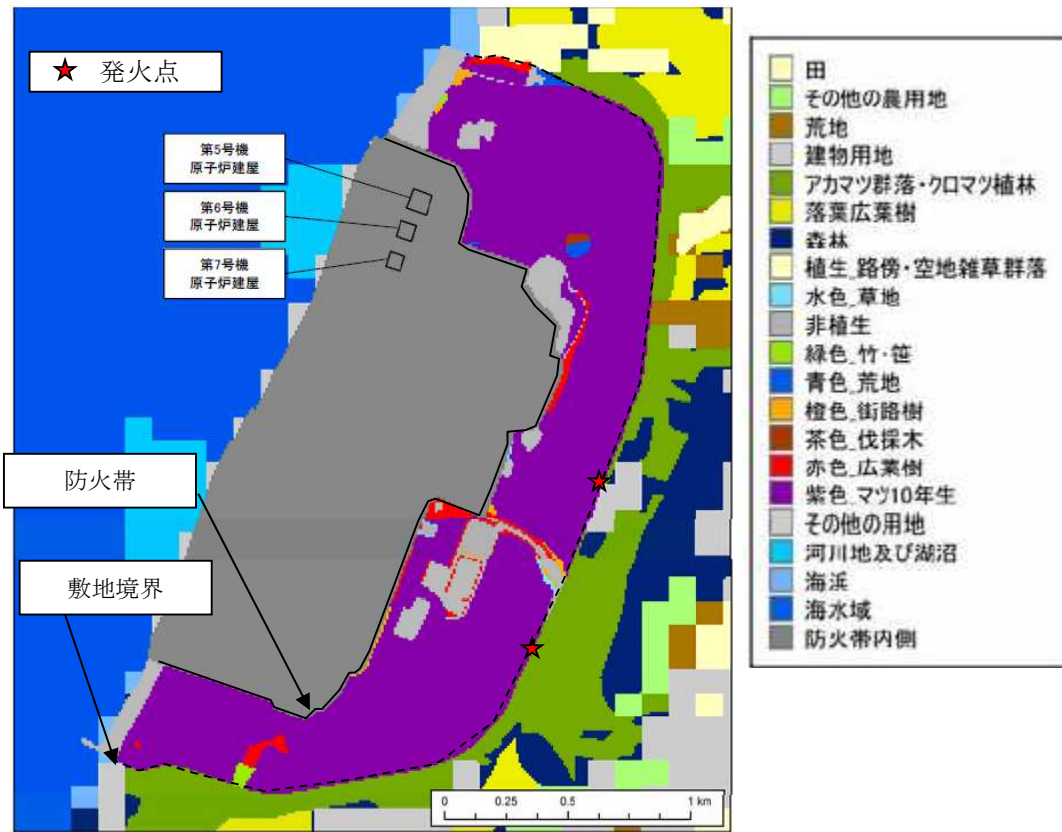 発火点
第5号機
原子炉建屋
第6号機
原子炉建屋
第7号機
原子炉建屋
防火帯
敷地境界
0 0.25 0.5 1 km
田
その他の農用地
荒地
建物用地
アカマツ群落・クロマツ植林
落葉広葉樹
森林
植生_路傍・空地雑草群落
水色_草地
非植生
緑色_竹・笹
青色_荒地
橙色_街路樹
茶色_伐採木
赤色_広葉樹
紫色_マツ10年生
その他の用地
河川地及び湖沼
海浜
海水域
防火帯内側